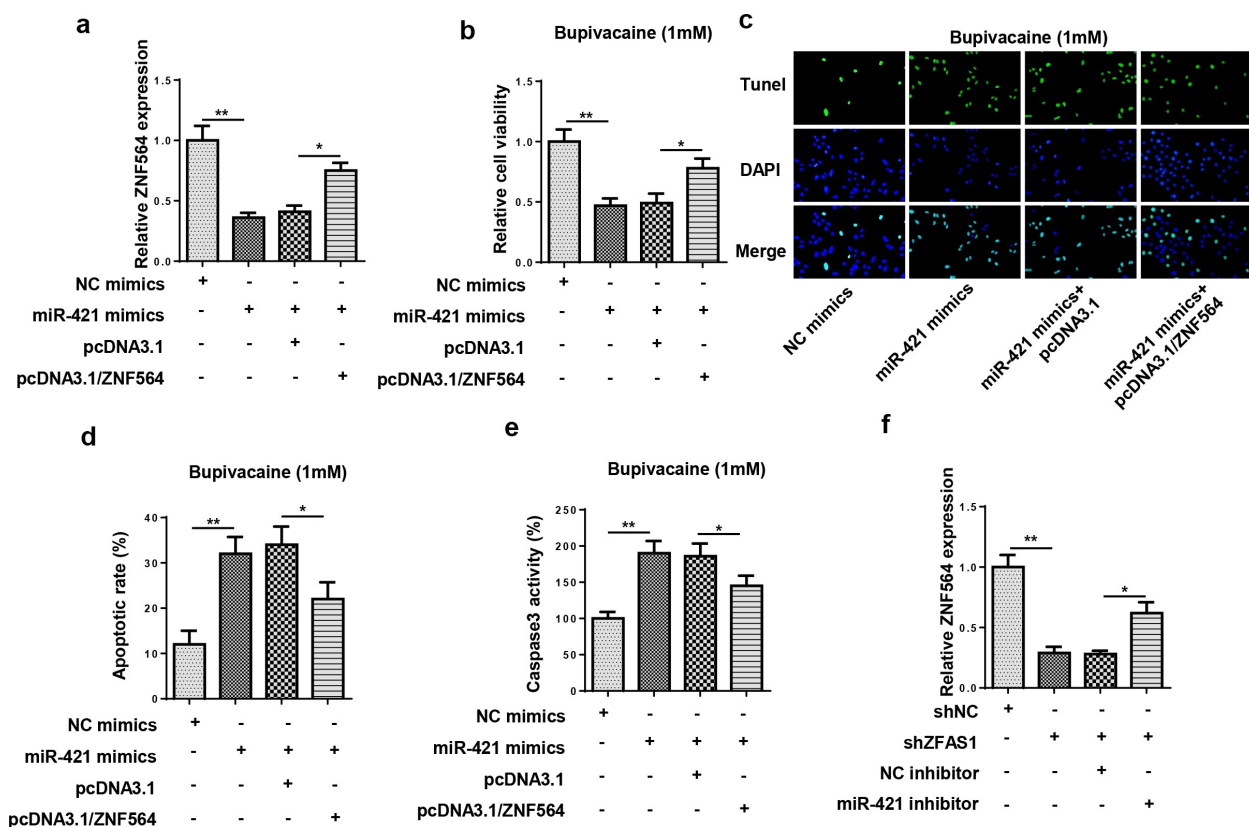 a
Relative ZNF564 expression
1.5
1.0
0.5
0.0
** *
NC mimics + - - -
miR-421 mimics - + + +
pcDNA3.1 - - + -
pcDNA3.1/ZNF564 - - - +
b
Bupivacaine (1mM)
Relative cell viability
1.5
1.0
0.5
0.0
** *
NC mimics + - - -
miR-421 mimics - + + +
pcDNA3.1 - - + -
pcDNA3.1/ZNF564 - - - +
c
Bupivacaine (1mM)
Tunel
DAPI
Merge
NC mimics
miR-421 mimics
miR-421 mimics+
pcDNA3.1
miR-421 mimics+
pcDNA3.1/ZNF564
d
Bupivacaine (1mM)
Apoptotic rate (%)
40
30
20
10
0
** *
NC mimics + - - -
miR-421 mimics - + + +
pcDNA3.1 - - + -
pcDNA3.1/ZNF564 - - - +
e
Bupivacaine (1mM)
Caspase3 activity (%)
250
200
150
100
50
0
** *
NC mimics + - - -
miR-421 mimics - + + +
pcDNA3.1 - - + -
pcDNA3.1/ZNF564 - - - +
f
Relative ZNF564 expression
1.5
1.0
0.5
0.0
** *
shNC + - - -
shZFAS1 - + + +
NC inhibitor - - + -
miR-421 inhibitor - - - +